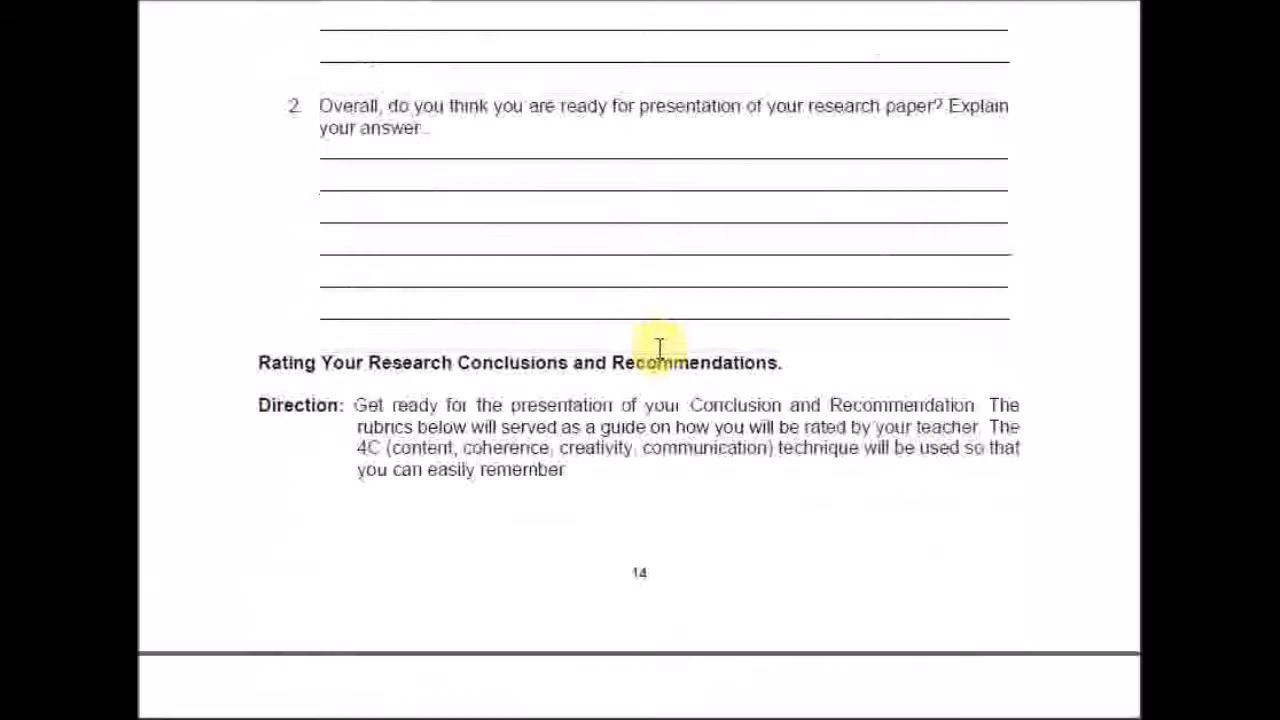 2. Overall, do you think you are ready for presentation of your research paper? Explain
your answer.
Rating Your Research Conclusions and Recommendations.
Direction: Get ready for the presentation of your Conclusion and Recommendation. The
rubrics below will served as a guide on how you will be rated by your teacher. The
4C (content, coherence, creativity, communication) technique will be used so that
you can easily remember
14